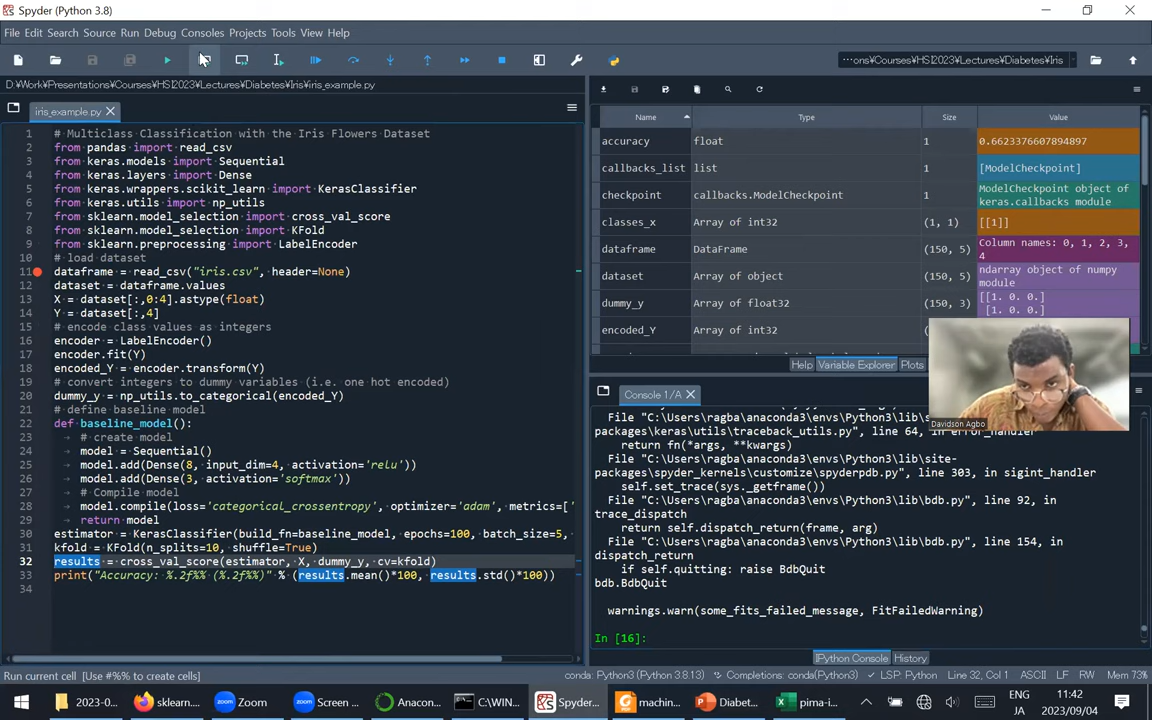 Spyder (Python 3.8)
File Edit Search Source Run Debug Consoles Projects Tools View Help
···ons¥Courses¥HSI2023¥Lectures¥Diabetes¥Iris
D:¥Work¥Presentations¥Courses¥HSI2023¥Lectures¥Diabetes¥Iris¥iris_example.py
iris_example.py
1 # Multiclass Classification with the Iris Flowers Dataset
2 from pandas import read_csv
3 from keras.models import Sequential
4 from keras.layers import Dense
5 from keras.wrappers.scikit_learn import KerasClassifier
6 from keras.utils import np_utils
7 from sklearn.model_selection import cross_val_score
8 from sklearn.model_selection import KFold
9 from sklearn.preprocessing import LabelEncoder
10 # load dataset
11 dataframe = read_csv("iris.csv", header=None)
12 dataset = dataframe.values
13 X = dataset[:,0:4].astype(float)
14 Y = dataset[:,4]
15 # encode class values as integers
16 encoder = LabelEncoder()
17 encoder.fit(Y)
18 encoded_Y = encoder.transform(Y)
19 # convert integers to dummy variables (i.e. one hot encoded)
20 dummy_y = np_utils.to_categorical(encoded_Y)
21 # define baseline model
22 def baseline_model():
23 → # create model
24 → model = Sequential()
25 → model.add(Dense(8, input_dim=4, activation='relu'))
26 → model.add(Dense(3, activation='softmax'))
27 → # Compile model
28 → model.compile(loss='categorical_crossentropy', optimizer='adam', metrics=['
29 → return model
30 estimator = KerasClassifier(build_fn=baseline_model, epochs=100, batch_size=5,
31 kfold = KFold(n_splits=10, shuffle=True)
32 results = cross_val_score(estimator, X, dummy_y, cv=kfold)
33 print("Accuracy: %.2f%% (%.2f%%)" % (results.mean()*100, results.std()*100))
34
Name Type Size Value
accuracy float 1 0.6623376607894897
callbacks_list list 1 [ModelCheckpoint]
checkpoint callbacks.ModelCheckpoint 1 ModelCheckpoint object of
keras.callbacks module
classes_x Array of int32 (1, 1) [[1]]
dataframe DataFrame (150, 5) Column names: 0, 1, 2, 3,
4
dataset Array of object (150, 5) ndarray object of numpy
module
dummy_y Array of float32 (150, 3) [[1. 0. 0.]
[1. 0. 0.]
encoded_Y Array of int32
Help Variable Explorer Plots
Davidson Agbo
Console 1/A
File "C:\Users\ragba\anaconda3\envs\Python3\lib\site-
packages\keras\utils\traceback_utils.py", line 64, in error_handler
return fn(*args, **kwargs)
File "C:\Users\ragba\anaconda3\envs\Python3\lib\site-
packages\spyder_kernels\customize\spyderpdb.py", line 303, in sigint_handler
self.set_trace(sys._getframe())
File "C:\Users\ragba\anaconda3\envs\Python3\lib\bdb.py", line 92, in
trace_dispatch
return self.dispatch_return(frame, arg)
File "C:\Users\ragba\anaconda3\envs\Python3\lib\bdb.py", line 154, in
dispatch_return
if self.quitting: raise BdbQuit
bdb.BdbQuit
warnings.warn(some_fits_failed_message, FitFailedWarning)
In [16]:
IPython Console History
Run current cell [Use #%% to create cells]
conda: Python3 (Python 3.8.13) Completions: conda(Python3) LSP: Python Line 32, Col 1 ASCII LF RW Mem 73%
2023-0... sklearn... Zoom Screen ... Anacon... C:\WIN... Spyder... machin... Diabet... pima-i... ENG 11:42
JA 2023/09/04